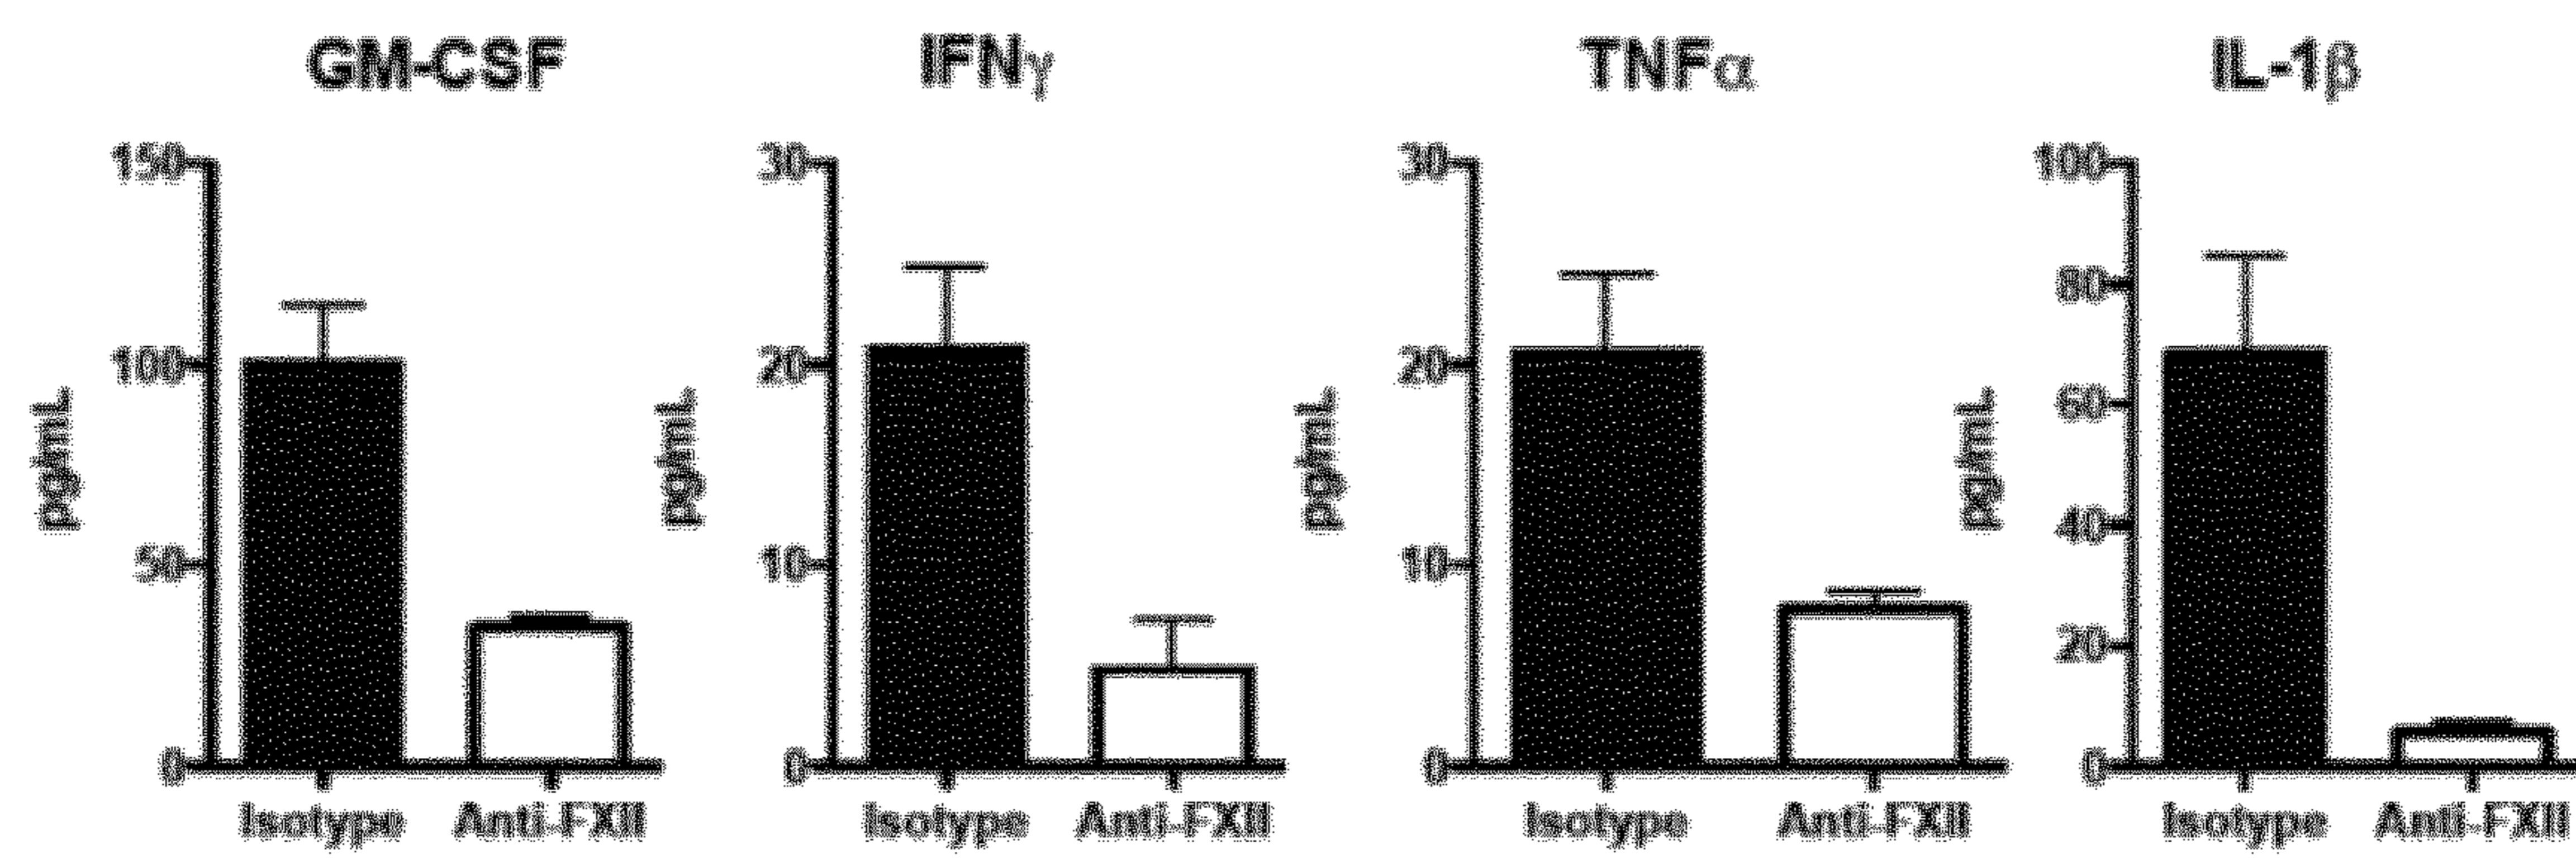 GM-CSF
150
100
50
0
pg/mL
Isotype Anti-FXII
IFNγ
30
20
10
0
pg/mL
Isotype Anti-FXII
TNFα
30
20
10
0
pg/mL
Isotype Anti-FXII
IL-1β
100
80
60
40
20
0
pg/mL
Isotype Anti-FXII